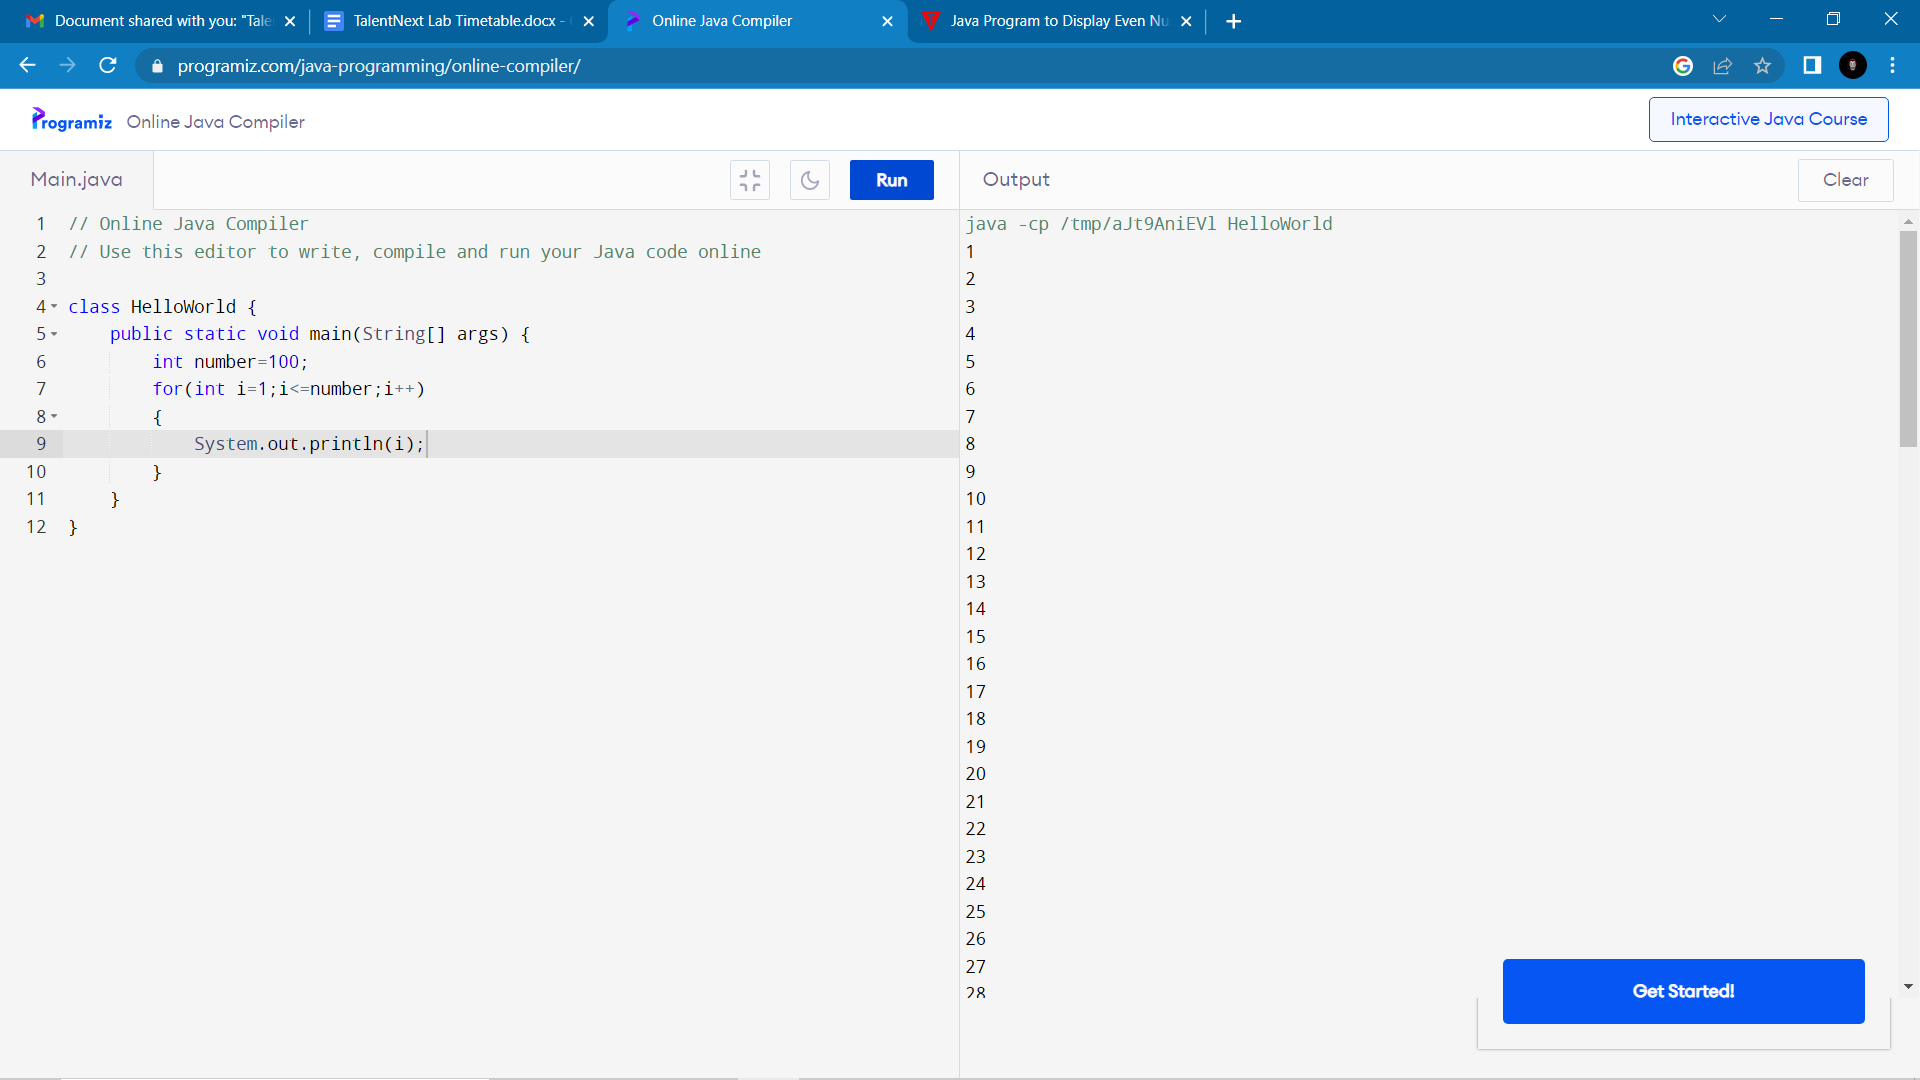 Document shared with you: "Tale
TalentNext Lab Timetable.docx -
Online Java Compiler
Java Program to Display Even Nu
programiz.com/java-programming/online-compiler/
Programiz Online Java Compiler
Interactive Java Course
Main.java
Run
Output
Clear
1 // Online Java Compiler
2 // Use this editor to write, compile and run your Java code online
3
4 class HelloWorld {
5 public static void main(String[] args) {
6 int number=100;
7 for(int i=1;i<=number;i++)
8 {
9 System.out.println(i);
10 }
11 }
12 }
java -cp /tmp/aJt9AniEVl HelloWorld
1
2
3
4
5
6
7
8
9
10
11
12
13
14
15
16
17
18
19
20
21
22
23
24
25
26
27
28
Get Started!